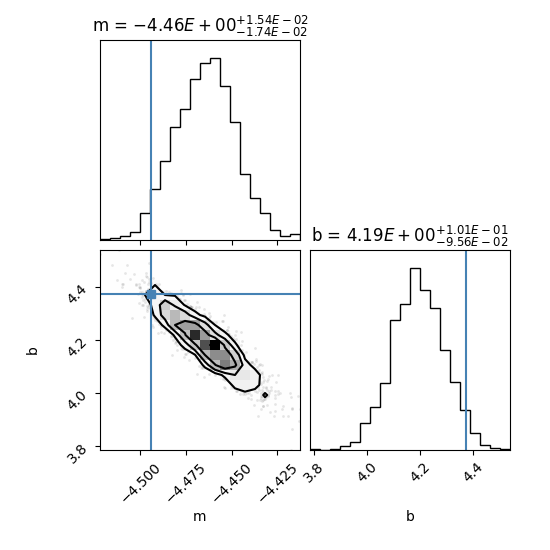 m = −4.46E + 00+1.54E − 02
−1.74E − 02
b = 4.19E + 00+1.01E − 01
−9.56E − 02
4.4
4.2
4.0
3.8
b
−4.500
−4.475
−4.450
−4.425
m
3.8
4.0
4.2
4.4
b